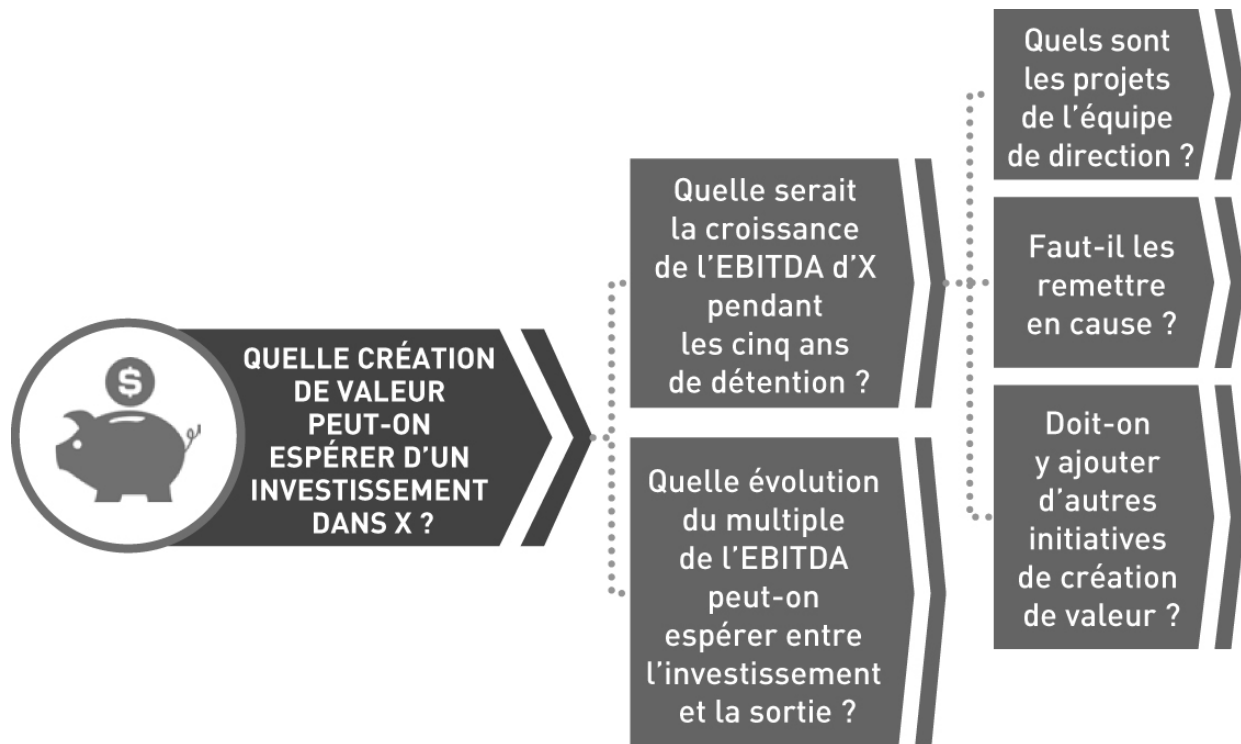 QUELLE CRÉATION
DE VALEUR
PEUT-ON
ESPÉRER D'UN
INVESTISSEMENT
DANS X ?
Quelle serait
la croissance
de l'EBITDA d'X
pendant
les cinq ans
de détention ?
Quelle évolution
du multiple
de l'EBITDA
peut-on
espérer entre
l'investissement
et la sortie ?
Quels sont
les projets
de l'équipe
de direction ?
Faut-il les
remettre
en cause ?
Doit-on
y ajouter
d'autres
initiatives
de création
de valeur ?